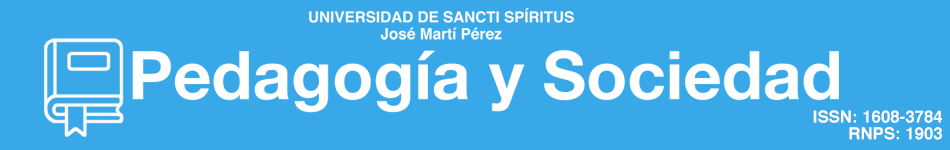 UNIVERSIDAD DE SANCTI SPÍRITUS
José Martí Pérez
Pedagogía y Sociedad
ISSN: 1608-3784
RNPS: 1903